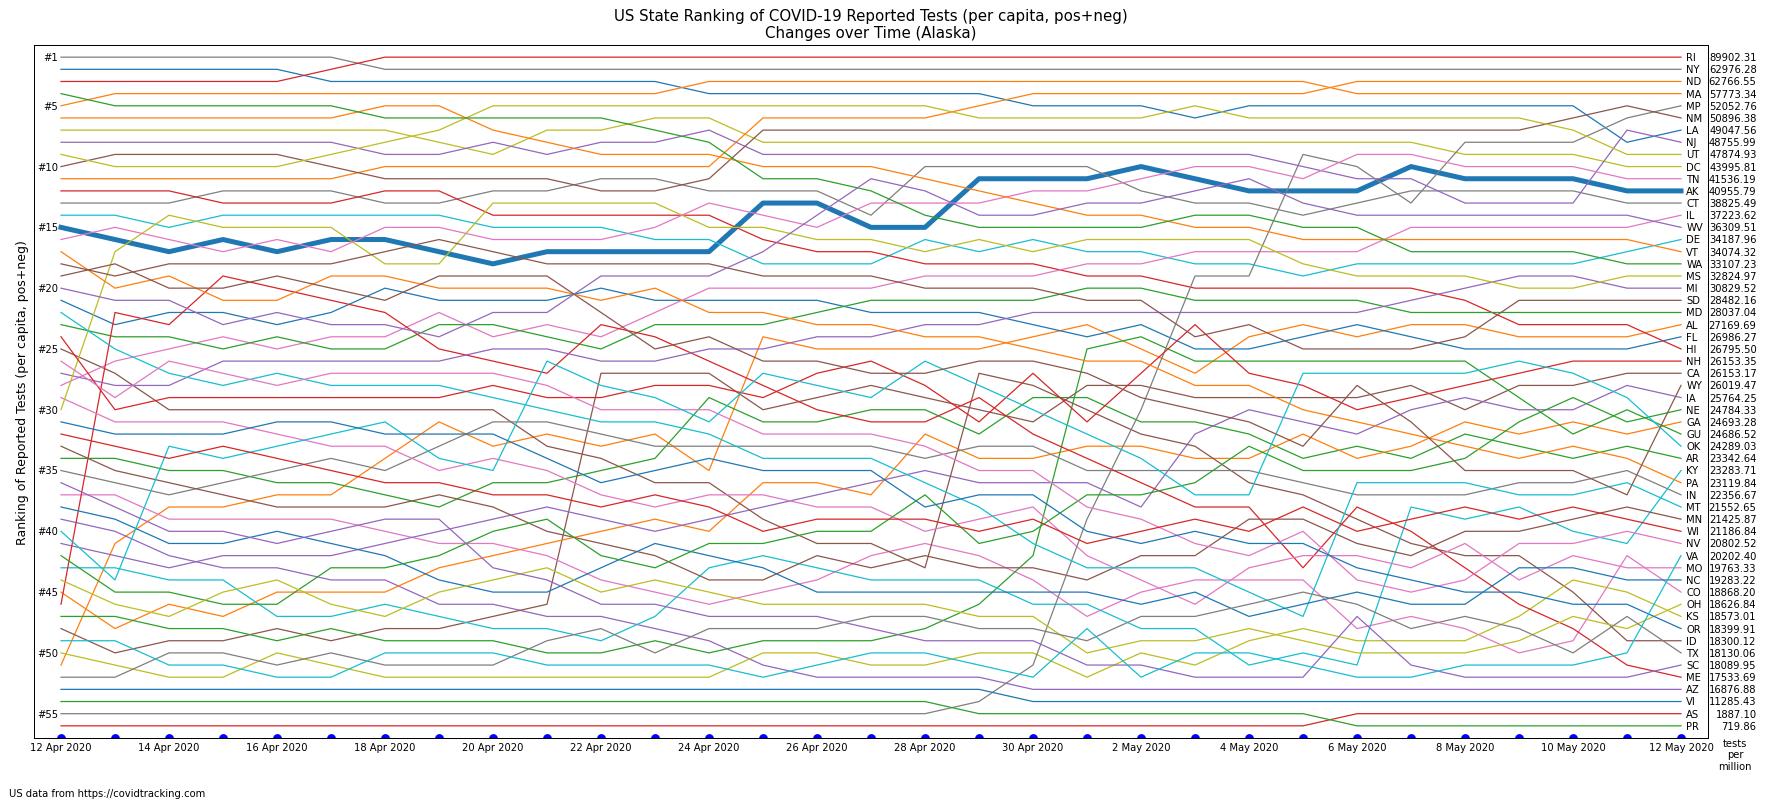 US State Ranking of COVID-19 Reported Tests (per capita, pos+neg)
Changes over Time (Alaska)
Ranking of Reported Tests (per capita, pos+neg)
#1
#5
#10
#15
#20
#25
#30
#35
#40
#45
#50
#55
RI 89902.31
NY 62976.28
ND 62766.55
MA 57773.34
MP 52052.76
NM 50896.38
LA 49047.56
NJ 48755.99
UT 47874.93
DC 43995.81
TN 41536.19
AK 40955.79
CT 38825.49
IL 37223.62
WV 36309.51
DE 34187.96
VT 34074.32
WA 33107.23
MS 32824.97
MI 30829.52
SD 28482.16
MD 28037.04
AL 27169.69
FL 26986.27
HI 26795.50
NH 26153.35
CA 26153.17
WY 26019.47
IA 25764.25
NE 24784.33
GA 24693.28
GU 24686.52
OK 24289.03
AR 23342.64
KY 23283.71
PA 23119.84
IN 22356.67
MT 21552.65
MN 21425.87
WI 21186.84
NV 20802.52
VA 20202.40
MO 19763.33
NC 19283.22
CO 18868.20
OH 18626.84
KS 18573.01
OR 18399.91
ID 18300.12
TX 18130.06
SC 18089.95
ME 17533.69
AZ 16876.88
VI 11285.43
AS 1887.10
PR 719.86
12 Apr 2020 14 Apr 2020 16 Apr 2020 18 Apr 2020 20 Apr 2020 22 Apr 2020 24 Apr 2020 26 Apr 2020 28 Apr 2020 30 Apr 2020 2 May 2020 4 May 2020 6 May 2020 8 May 2020 10 May 2020 12 May 2020
tests
per
million
US data from https://covidtracking.com